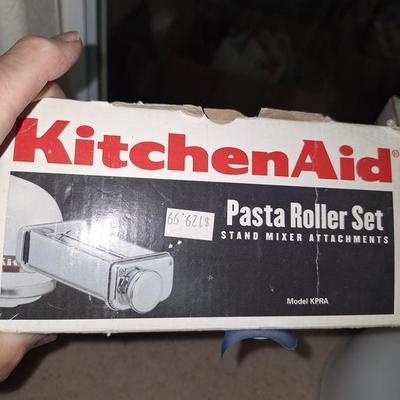 KitchenAid®
Pasta Roller Set
STAND MIXER ATTACHMENTS
$129.99
Model KPRA